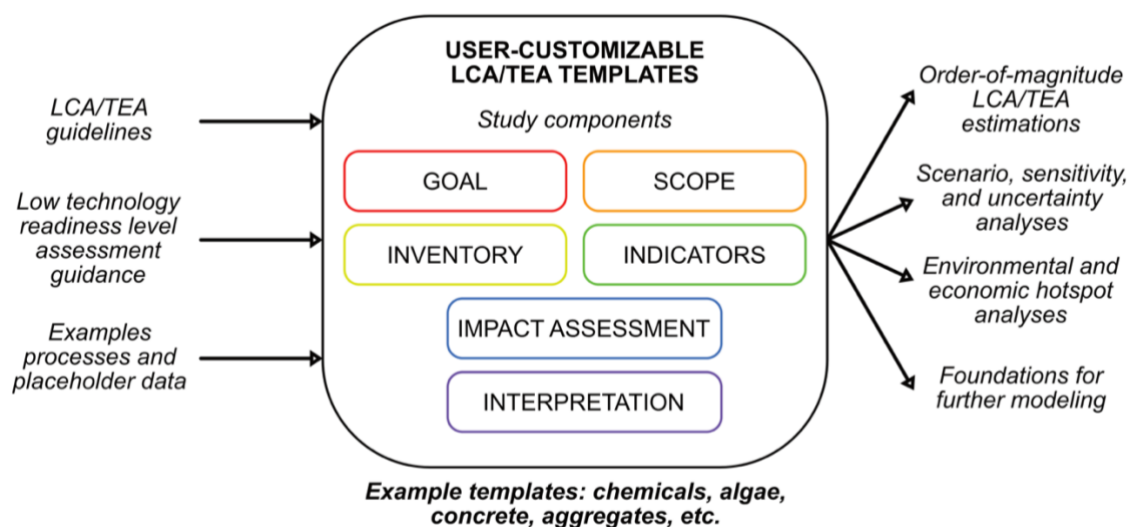 USER-CUSTOMIZABLE
LCA/TEA TEMPLATES
Study components
LCA/TEA
guidelines
Low technology
readiness level
assessment
guidance
Examples
processes and
placeholder data
GOAL
SCOPE
INVENTORY
INDICATORS
IMPACT ASSESSMENT
INTERPRETATION
Order-of-magnitude
LCA/TEA
estimations
Scenario, sensitivity,
and uncertainty
analyses
Environmental and
economic hotspot
analyses
Foundations for
further modeling
Example templates: chemicals, algae,
concrete, aggregates, etc.